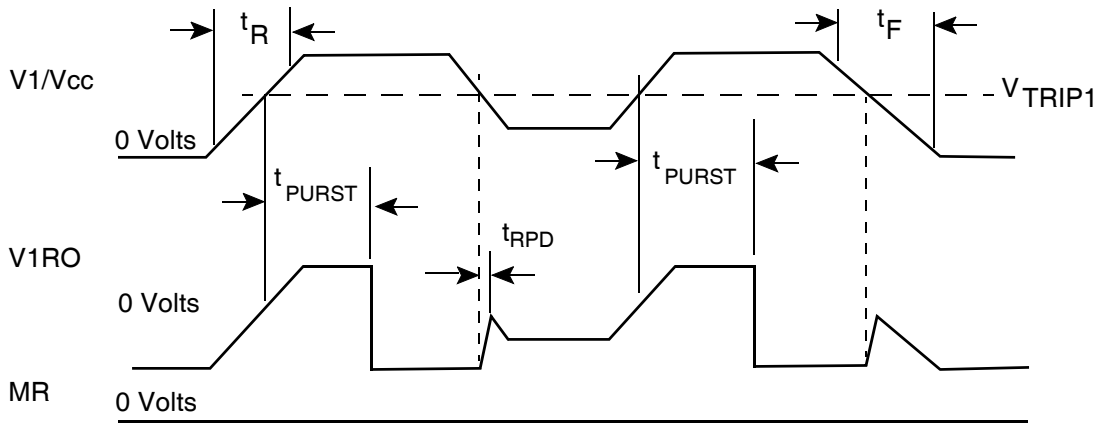 tR
tF
V1/Vcc
VTRIP1
0 Volts
tPURST
tPURST
tRPD
V1RO
0 Volts
MR
0 Volts